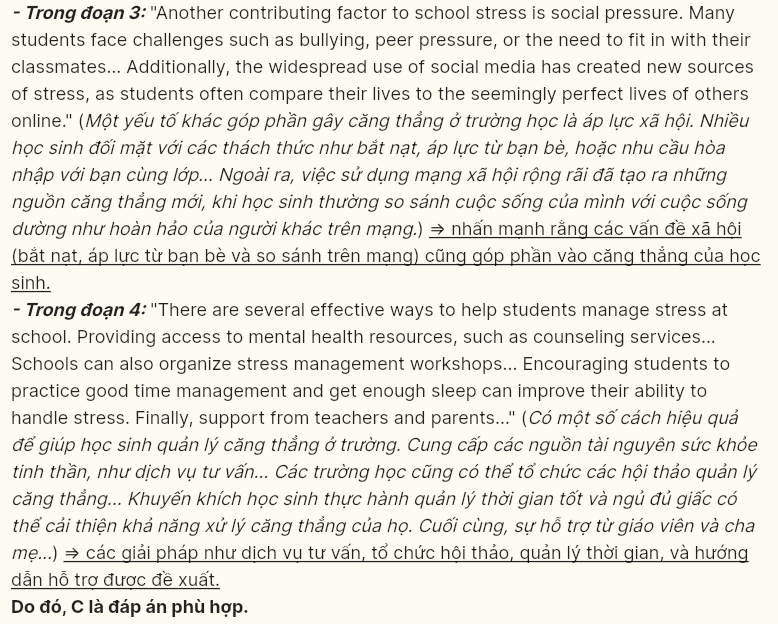 - Trong đoạn 3: "Another contributing factor to school stress is social pressure. Many
students face challenges such as bullying, peer pressure, or the need to fit in with their
classmates... Additionally, the widespread use of social media has created new sources
of stress, as students often compare their lives to the seemingly perfect lives of others
online." (Một yếu tố khác góp phần gây căng thẳng ở trường học là áp lực xã hội. Nhiều
học sinh đối mặt với các thách thức như bắt nạt, áp lực từ bạn bè, hoặc nhu cầu hòa
nhập với bạn cùng lớp... Ngoài ra, việc sử dụng mạng xã hội rộng rãi đã tạo ra những
nguồn căng thẳng mới, khi học sinh thường so sánh cuộc sống của mình với cuộc sống
dường như hoàn hảo của người khác trên mạng.) => nhấn mạnh rằng các vấn đề xã hội
(bắt nạt, áp lực từ bạn bè và so sánh trên mạng) cũng góp phần vào căng thẳng của học
sinh.
- Trong đoạn 4: "There are several effective ways to help students manage stress at
school. Providing access to mental health resources, such as counseling services...
Schools can also organize stress management workshops... Encouraging students to
practice good time management and get enough sleep can improve their ability to
handle stress. Finally, support from teachers and parents..." (Có một số cách hiệu quả
để giúp học sinh quản lý căng thẳng ở trường. Cung cấp các nguồn tài nguyên sức khỏe
tinh thần, như dịch vụ tư vấn... Các trường học cũng có thể tổ chức các hội thảo quản lý
căng thẳng... Khuyến khích học sinh thực hành quản lý thời gian tốt và ngủ đủ giấc có
thể cải thiện khả năng xử lý căng thẳng của họ. Cuối cùng, sự hỗ trợ từ giáo viên và cha
mẹ...) => các giải pháp như dịch vụ tư vấn, tổ chức hội thảo, quản lý thời gian, và hướng
dẫn hỗ trợ được đề xuất.
Do đó, C là đáp án phù hợp.